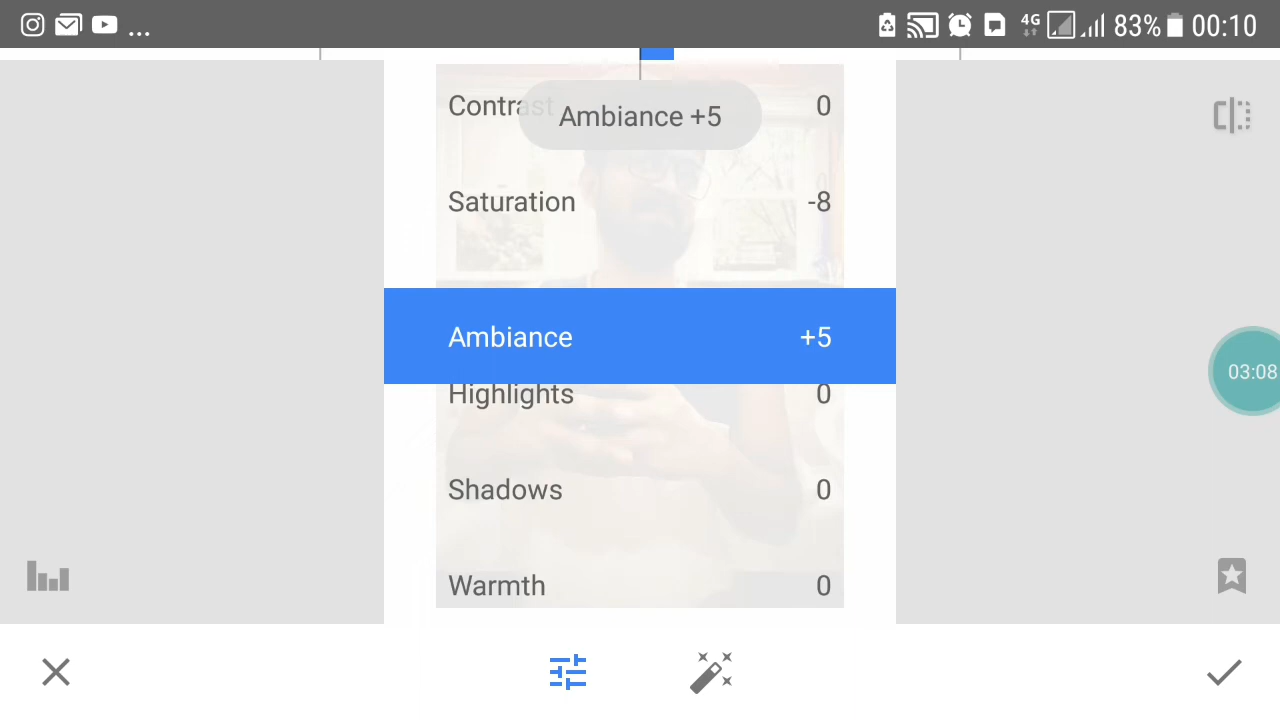 ... 4G 83% 00:10
Ambiance +5
Contrast 0
Saturation -8
Ambiance +5
Highlights 0
Shadows 0
Warmth 0
03:08